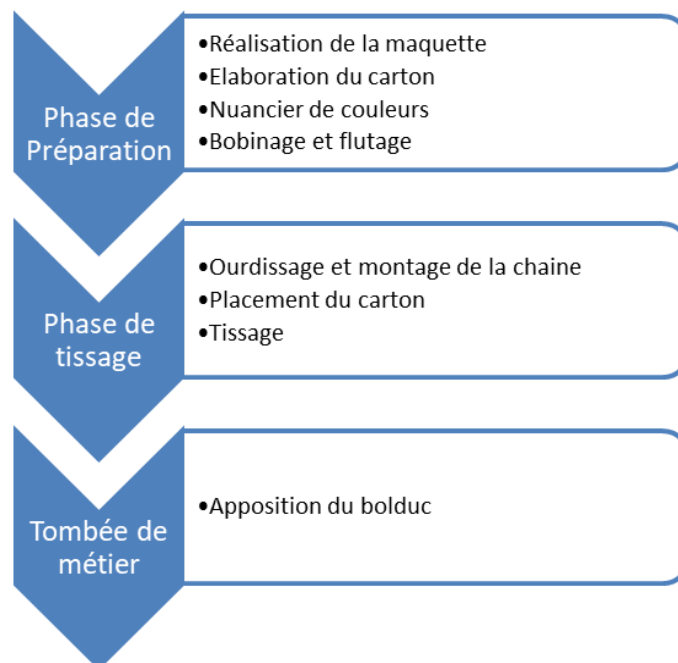 Phase de
Préparation
•Réalisation de la maquette
•Elaboration du carton
•Nuancier de couleurs
•Bobinage et flutage
Phase de
tissage
•Ourdissage et montage de la chaine
•Placement du carton
•Tissage
Tombée de
métier
•Apposition du bolduc